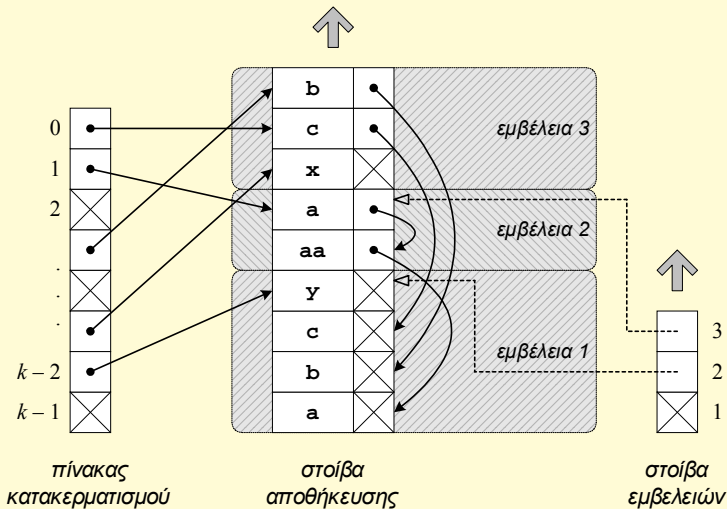 b
c
x
a
aa
y
c
b
a
0
1
2
.
.
.
k – 2
k – 1
εμβέλεια 3
εμβέλεια 2
εμβέλεια 1
3
2
1
πίνακας
κατακερματισμού
στοίβα
αποθήκευσης
στοίβα
εμβελειών